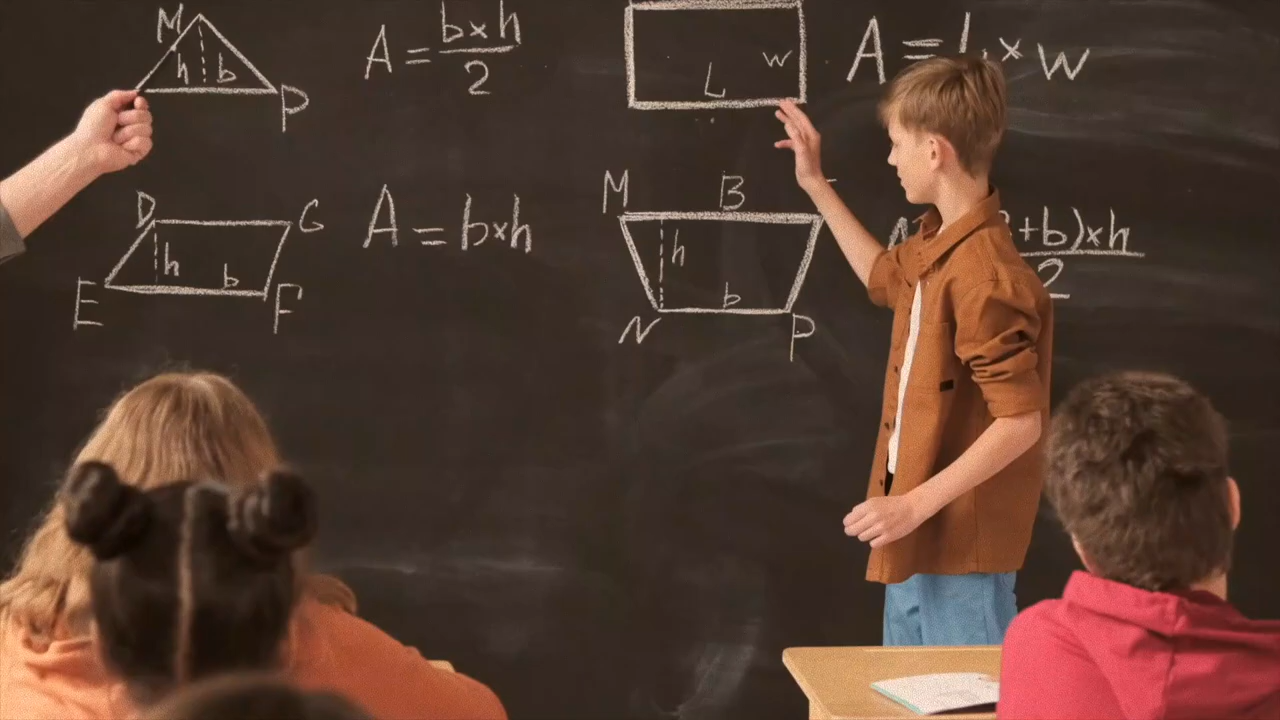 M
h b
P
A = b×h/2
w
L
A = L × w
D G
h
b
E F
A = b×h
M B
h
b
N P
+b)×h
2